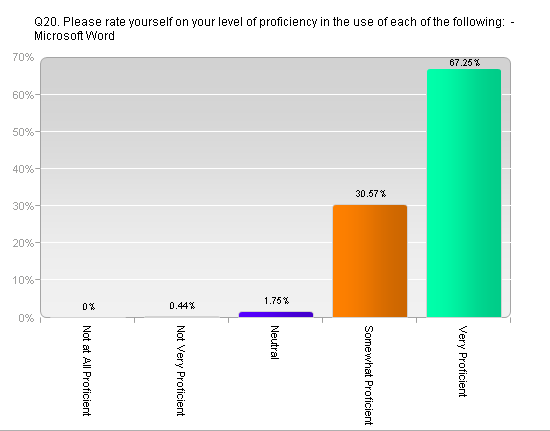 Q20. Please rate yourself on your level of proficiency in the use of each of the following:  -
Microsoft Word
70%
60%
50%
40%
30%
20%
10%
0%
0%
0.44%
1.75%
30.57%
67.25%
Not at All Proficient
Not Very Proficient
Neutral
Somewhat Proficient
Very Proficient